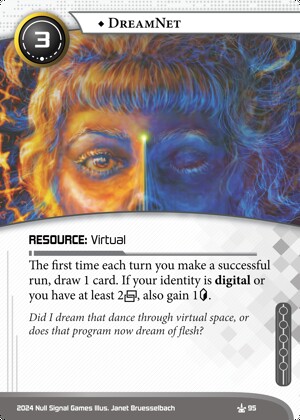 3
◆ DREAMNET
RESOURCE: Virtual
The first time each turn you make a successful
run, draw 1 card. If your identity is digital or
you have at least 2, also gain 1.
Did I dream that dance through virtual space, or
does that program now dream of flesh?
2024 Null Signal Games Illus. Janet Bruesselbach
95